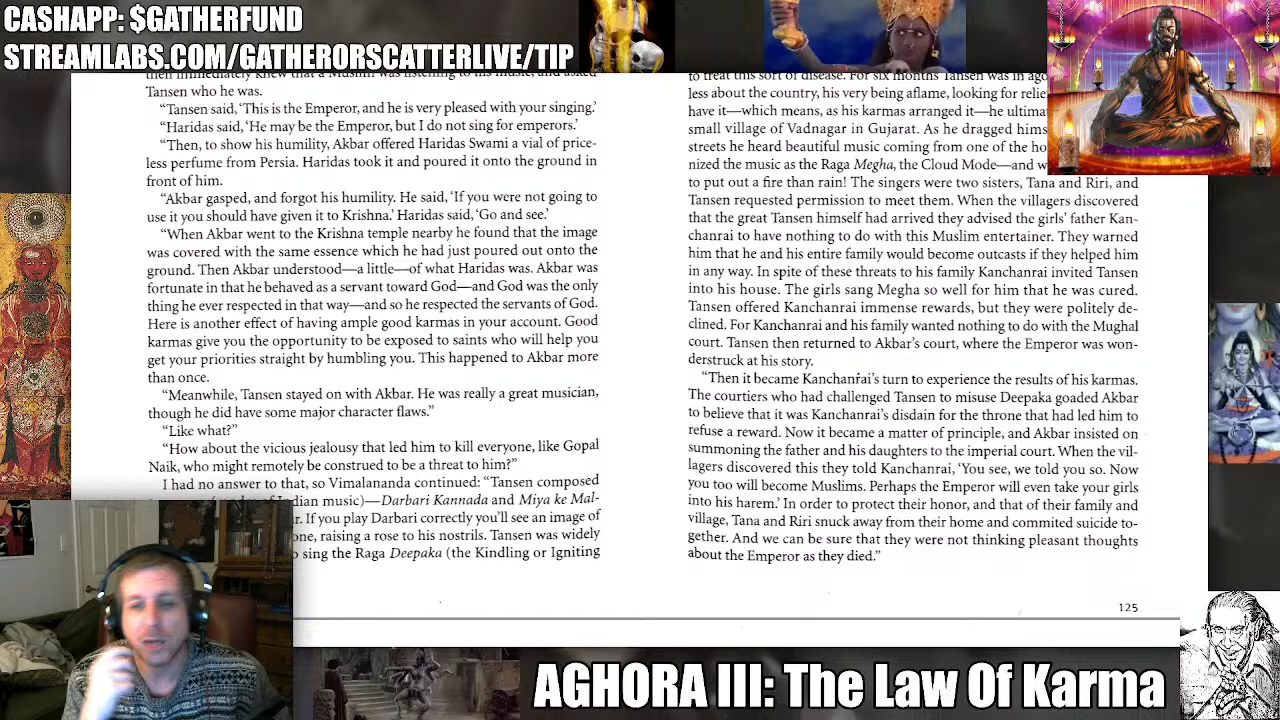 CASHAPP: $GATHERFUND
STREAMLABS.COM/GATHERORSCATTERLIVE/TIP
then immediately knew that a Muslim was listening to his music, and asked
Tansen who he was.
“Tansen said, ‘This is the Emperor, and he is very pleased with your singing.’
“Haridas said, ‘He may be the Emperor, but I do not sing for emperors.’
“Then, to show his humility, Akbar offered Haridas Swami a vial of price-
less perfume from Persia. Haridas took it and poured it onto the ground in
front of him.
“Akbar gasped, and forgot his humility. He said, ‘If you were not going to
use it you should have given it to Krishna.’ Haridas said, ‘Go and see.’
“When Akbar went to the Krishna temple nearby he found that the image
was covered with the same essence which he had just poured out onto the
ground. Then Akbar understood—a little—of what Haridas was. Akbar was
fortunate in that he behaved as a servant toward God—and God was the only
thing he ever respected in that way—and so he respected the servants of God.
Here is another effect of having ample good karmas in your account. Good
karmas give you the opportunity to be exposed to saints who will help you
get your priorities straight by humbling you. This happened to Akbar more
than once.
“Meanwhile, Tansen stayed on with Akbar. He was really a great musician,
though he did have some major character flaws.”
“Like what?”
“How about the vicious jealousy that led him to kill everyone, like Gopal
Naik, who might remotely be construed to be a threat to him?”
I had no answer to that, so Vimalananda continued: “Tansen composed
Indian music)—Darbari Kannada and Miya ke Mal-
r. If you play Darbari correctly you’ll see an image of
one, raising a rose to his nostrils. Tansen was widely
o sing the Raga Deepaka (the Kindling or Igniting
to treat this sort of disease. For six months Tansen was in ago
less about the country, his very being aflame, looking for relie
have it—which means, as his karmas arranged it—he ultima
small village of Vadnagar in Gujarat. As he dragged hims
streets he heard beautiful music coming from one of the ho
nized the music as the Raga Megha, the Cloud Mode—and w
to put out a fire than rain! The singers were two sisters, Tana and Riri, and
Tansen requested permission to meet them. When the villagers discovered
that the great Tansen himself had arrived they advised the girls’ father Kan-
chanrai to have nothing to do with this Muslim entertainer. They warned
him that he and his entire family would become outcasts if they helped him
in any way. In spite of these threats to his family Kanchanrai invited Tansen
into his house. The girls sang Megha so well for him that he was cured.
Tansen offered Kanchanrai immense rewards, but they were politely de-
clined. For Kanchanrai and his family wanted nothing to do with the Mughal
court. Tansen then returned to Akbar’s court, where the Emperor was won-
derstruck at his story.
“Then it became Kanchanrai’s turn to experience the results of his karmas.
The courtiers who had challenged Tansen to misuse Deepaka goaded Akbar
to believe that it was Kanchanrai’s disdain for the throne that had led him to
refuse a reward. Now it became a matter of principle, and Akbar insisted on
summoning the father and his daughters to the imperial court. When the vil-
lagers discovered this they told Kanchanrai, ‘You see, we told you so. Now
you too will become Muslims. Perhaps the Emperor will even take your girls
into his harem.’ In order to protect their honor, and that of their family and
village, Tana and Riri snuck away from their home and commited suicide to-
gether. And we can be sure that they were not thinking pleasant thoughts
about the Emperor as they died.”
125
AGHORA III: The Law Of Karma